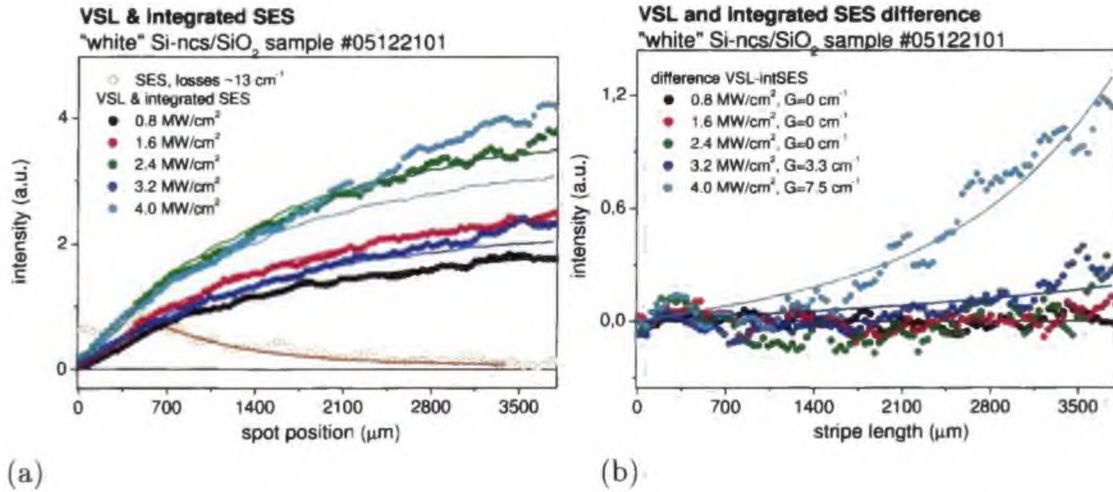 VSL & integrated SES
"white" Si-ncs/SiO₂ sample #05122101
SES, losses ~13 cm⁻¹
VSL & integrated SES
0.8 MW/cm²
1.6 MW/cm²
2.4 MW/cm²
3.2 MW/cm²
4.0 MW/cm²
intensity (a.u.)
4
2
0
0 700 1400 2100 2800 3500
spot position (μm)
(a)
VSL and integrated SES difference
"white" Si-ncs/SiO₂ sample #05122101
difference VSL-intSES
0.8 MW/cm², G=0 cm⁻¹
1.6 MW/cm², G=0 cm⁻¹
2.4 MW/cm², G=0 cm⁻¹
3.2 MW/cm², G=3.3 cm⁻¹
4.0 MW/cm², G=7.5 cm⁻¹
intensity (a.u.)
1,2
0,6
0,0
0 700 1400 2100 2800 3500
stripe length (μm)
(b)